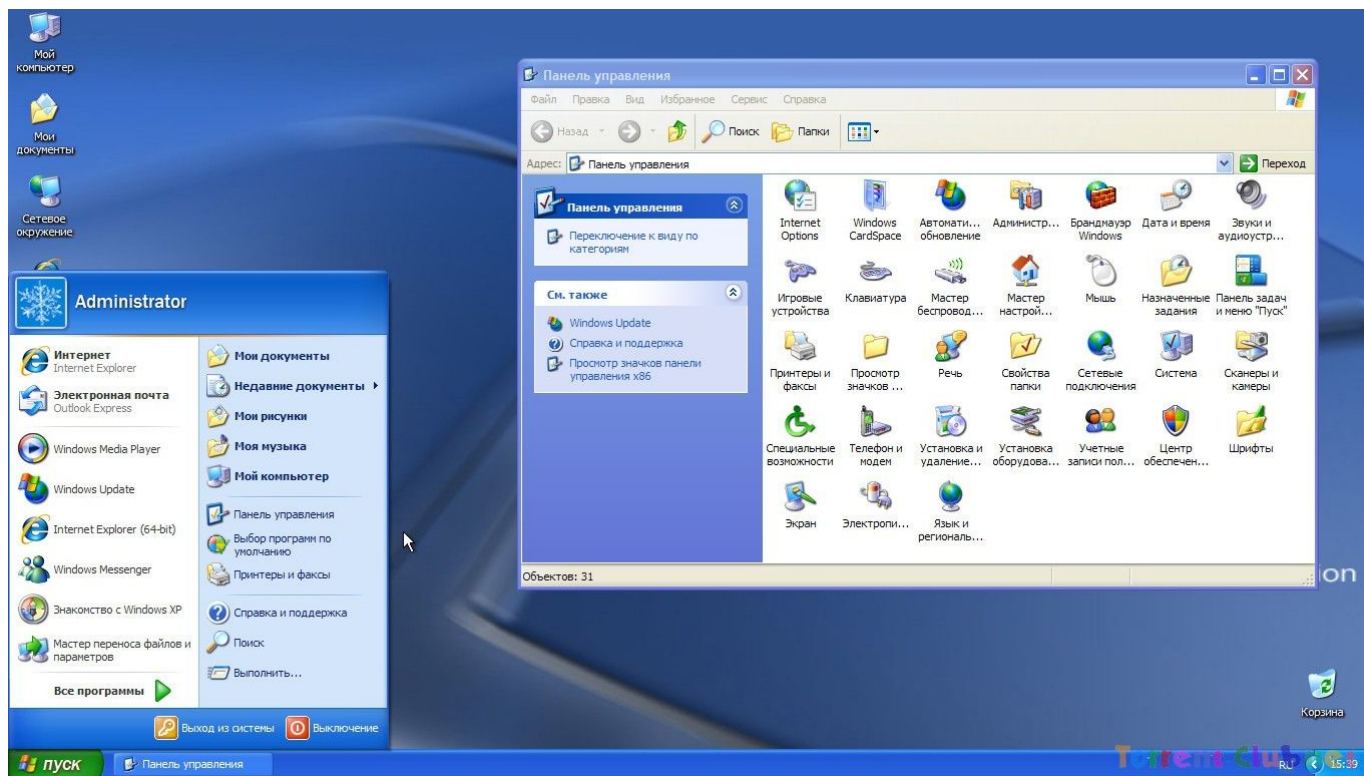 Мой
компьютер
Мои
документы
Сетевое
окружение
Administrator
Интернет
Internet Explorer
Электронная почта
Outlook Express
Windows Media Player
Windows Update
Internet Explorer (64-bit)
Windows Messenger
Знакомство с Windows XP
Мастер переноса файлов и
параметров
Все программы
Мои документы
Недавние документы
Мои рисунки
Моя музыка
Мой компьютер
Панель управления
Выбор программ по
умолчанию
Принтеры и факсы
Справка и поддержка
Поиск
Выполнить...
Выход из системы
Выключение
Панель управления
Файл Правка Вид Избранное Сервис Справка
Назад Поиск Папки
Адрес: Панель управления Переход
Панель управления
Переключение к виду по
категориям
См. также
Windows Update
Справка и поддержка
Просмотр значков панели
управления x86
Internet
Options
Windows
CardSpace
Автомати...
обновление
Администр...
Брандмауэр
Windows
Дата и время
Звуки и
аудиоустр...
Игровые
устройства
Клавиатура
Мастер
беспровод...
Мастер
настрой...
Мышь
Назначенные
задания
Панель задач
и меню "Пуск"
Принтеры и
факсы
Просмотр
значков ...
Речь
Свойства
папки
Сетевые
подключения
Система
Сканеры и
камеры
Специальные
возможности
Телефон и
модем
Установка и
удаление...
Установка
оборудова...
Учетные
записи пол...
Центр
обеспечен...
Шрифты
Экран
Электропи...
Язык и
региональ...
Объектов: 31
ion
Корзина
пуск
Панель управления
RU
15:39